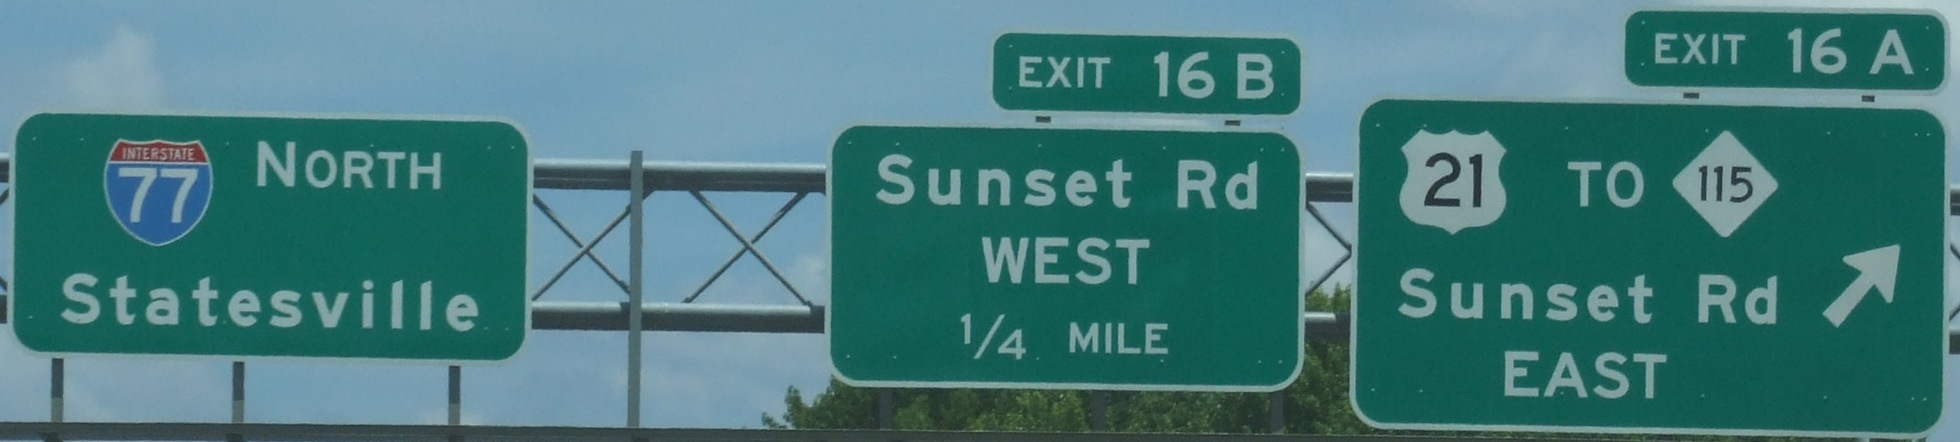 INTERSTATE
77 NORTH
Statesville
EXIT 16 B
Sunset Rd
WEST
1/4 MILE
EXIT 16 A
21 TO 115
Sunset Rd
EAST